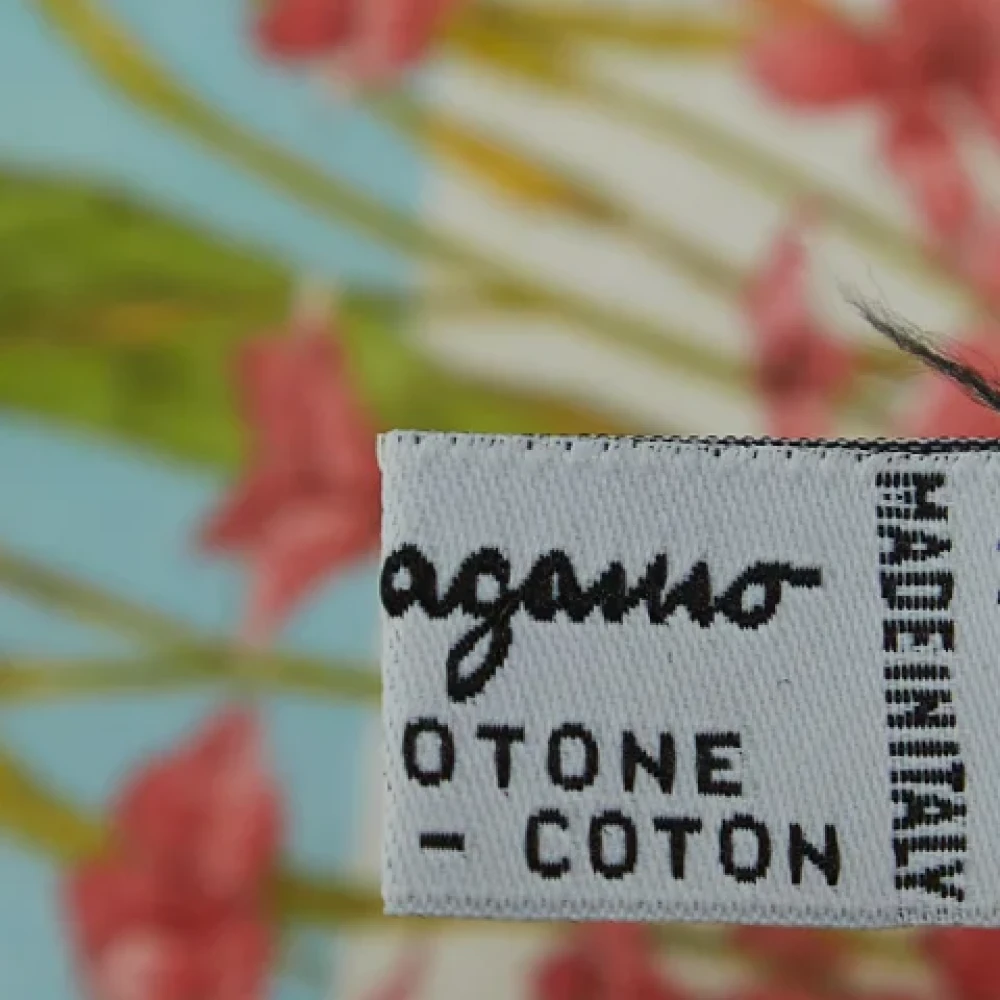 agamo
OTONE
- COTON
MADE IN ITALY